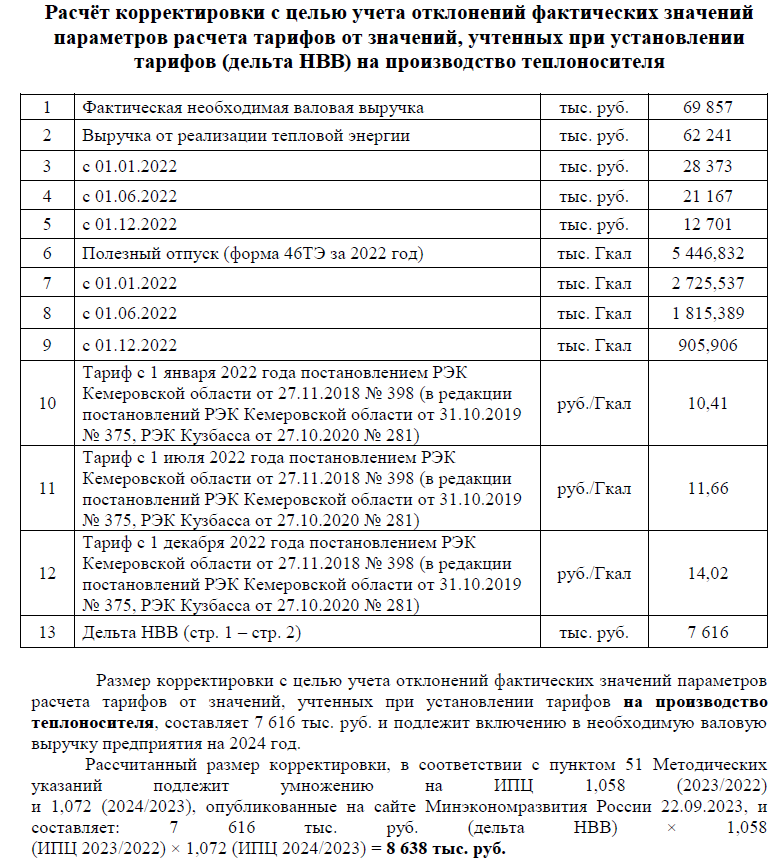 Расчёт корректировки с целью учета отклонений фактических значений
параметров расчета тарифов от значений, учтенных при установлении
тарифов (дельта НВВ) на производство теплоносителя
1 Фактическая необходимая валовая выручка тыс. руб. 69 857
2 Выручка от реализации тепловой энергии тыс. руб. 62 241
3 с 01.01.2022 тыс. руб. 28 373
4 с 01.06.2022 тыс. руб. 21 167
5 с 01.12.2022 тыс. руб. 12 701
6 Полезный отпуск (форма 46ТЭ за 2022 год) тыс. Гкал 5 446,832
7 с 01.01.2022 тыс. Гкал 2 725,537
8 с 01.06.2022 тыс. Гкал 1 815,389
9 с 01.12.2022 тыс. Гкал 905,906
Тариф с 1 января 2022 года постановлением РЭК
Кемеровской области от 27.11.2018 № 398 (в редакции
10 постановлений РЭК Кемеровской области от 31.10.2019 руб./Гкал 10,41
№ 375, РЭК Кузбасса от 27.10.2020 № 281)
Тариф с 1 июля 2022 года постановлением РЭК
Кемеровской области от 27.11.2018 № 398 (в редакции
11 постановлений РЭК Кемеровской области от 31.10.2019 руб./Гкал 11,66
№ 375, РЭК Кузбасса от 27.10.2020 № 281)
Тариф с 1 декабря 2022 года постановлением РЭК
Кемеровской области от 27.11.2018 № 398 (в редакции
12 постановлений РЭК Кемеровской области от 31.10.2019 руб./Гкал 14,02
№ 375, РЭК Кузбасса от 27.10.2020 № 281)
13 Дельта НВВ (стр. 1 – стр. 2) тыс. руб. 7 616
Размер корректировки с целью учета отклонений фактических значений параметров
расчета тарифов от значений, учтенных при установлении тарифов на производство
теплоносителя, составляет 7 616 тыс. руб. и подлежит включению в необходимую валовую
выручку предприятия на 2024 год.
Рассчитанный размер корректировки, в соответствии с пунктом 51 Методических
указаний подлежит умножению на ИПЦ 1,058 (2023/2022)
и 1,072 (2024/2023), опубликованные на сайте Минэкономразвития России 22.09.2023, и
составляет: 7 616 тыс. руб. (дельта НВВ) × 1,058
(ИПЦ 2023/2022) × 1,072 (ИПЦ 2024/2023) = 8 638 тыс. руб.